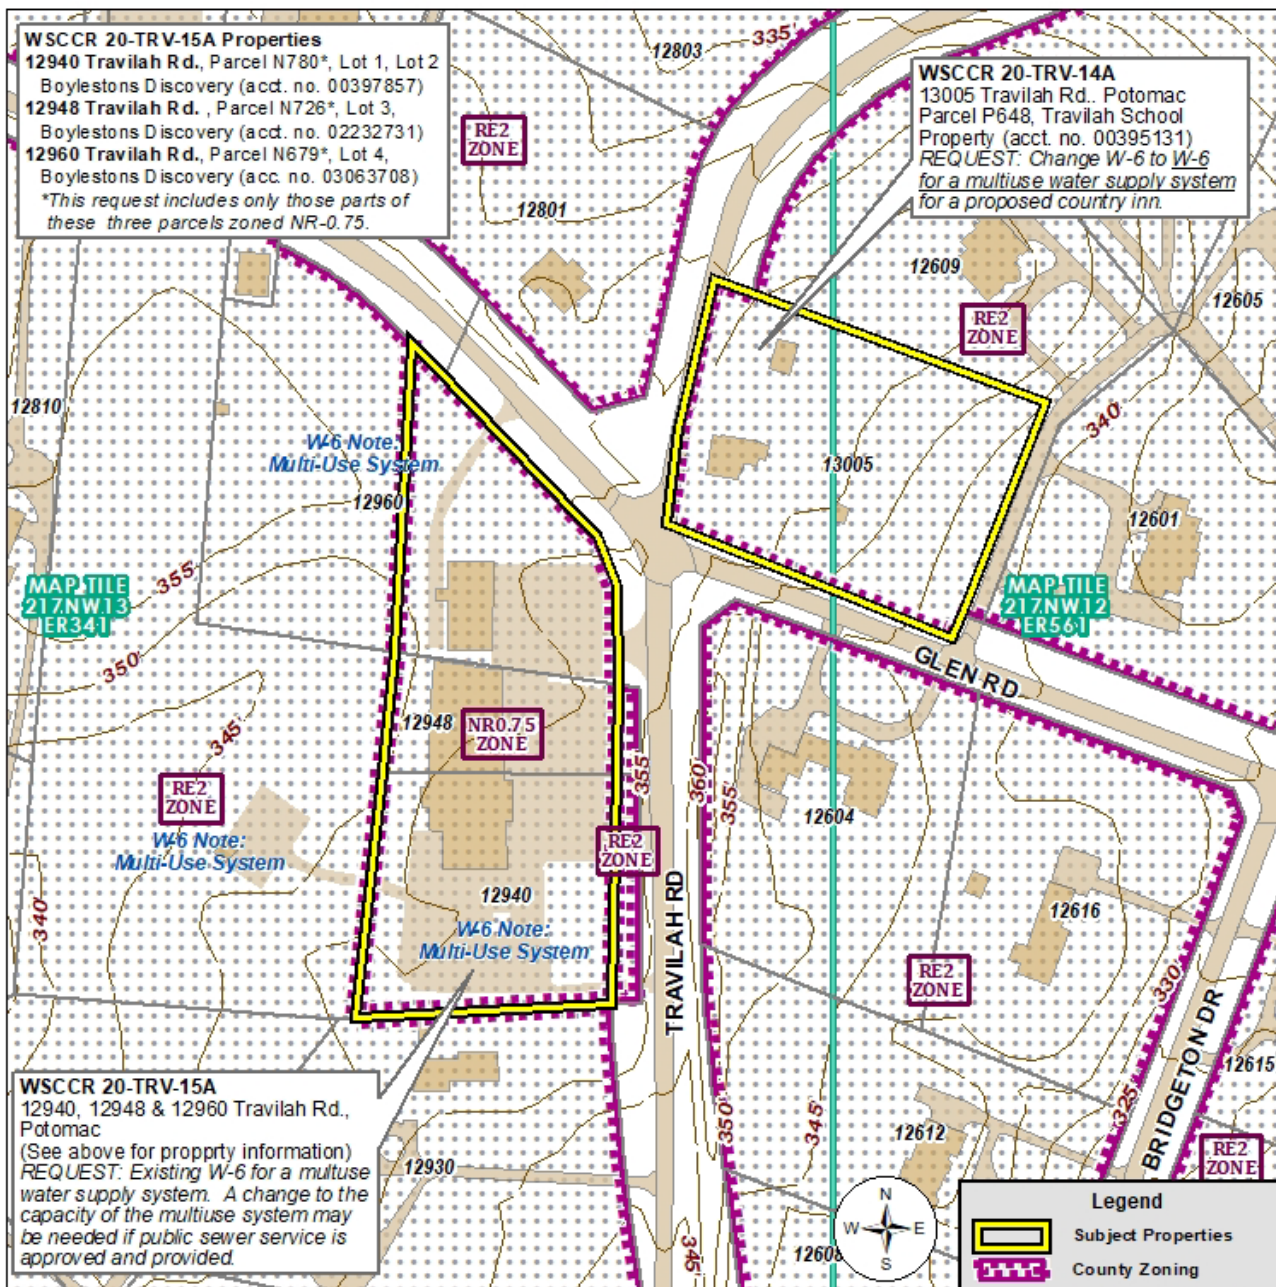 WSCCR 20-TRV-15A Properties
12940 Travilah Rd., Parcel N780*, Lot 1, Lot 2
Boylestons Discovery (acct. no. 00397857)
12948 Travilah Rd. , Parcel N726*, Lot 3,
Boylestons Discovery (acct. no. 02232731)
12960 Travilah Rd., Parcel N679*, Lot 4,
Boylestons Discovery (acc. no. 03063708)
*This request includes only those parts of
these three parcels zoned NR-0.75.
WSCCR 20-TRV-14A
13005 Travilah Rd.. Potomac
Parcel P648, Travilah School
Property (acct. no. 00395131)
REQUEST: Change W-6 to W-6
for a multiuse water supply system
for a proposed country inn.
12803
335'
RE2
ZONE
12801
12609
12605
RE2
ZONE
12810
W-6 Note:
Multi-Use System
12960
13005
340'
12601
MAP TILE
217NW13
ER341
355'
350'
MAP TILE
217NW12
ER561
GLEN RD
12948
NR0.75
ZONE
345'
355'
360'
355'
RE2
ZONE
W-6 Note:
Multi-Use System
12604
RE2
ZONE
12940
W-6 Note:
Multi-Use System
340'
TRAVILAH RD
12616
RE2
ZONE
330'
BRIDGETON DR
12615
325'
350'
345'
12612
RE2
ZONE
WSCCR 20-TRV-15A
12940, 12948 & 12960 Travilah Rd.,
Potomac
(See above for propprty information)
REQUEST: Existing W-6 for a multuse
water supply system. A change to the
capacity of the multiuse system may
be needed if public sewer service is
approved and provided.
12930
345'
12608
N
W E
S
Legend
Subject Properties
County Zoning